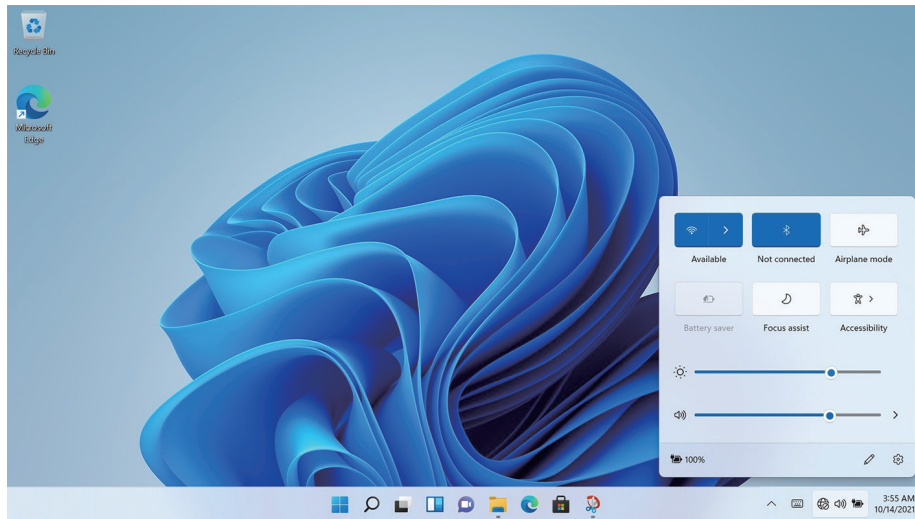 Recycle Bin
Microsoft
Edge
Available
Not connected
Airplane mode
Battery saver
Focus assist
Accessibility
100%
3:55 AM
10/14/2021